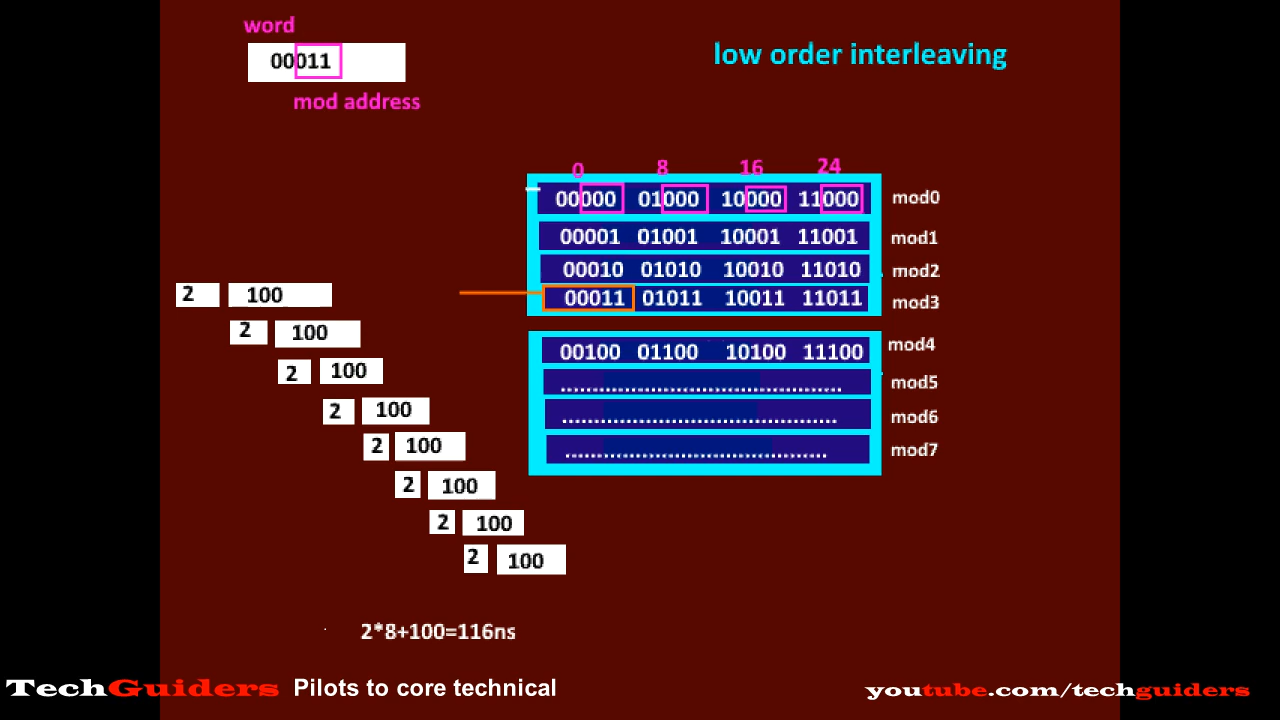 word
00011
mod address
low order interleaving
0 8 16 24
00000 01000 10000 11000 mod0
00001 01001 10001 11001 mod1
00010 01010 10010 11010 mod2
00011 01011 10011 11011 mod3
00100 01100 10100 11100 mod4
........................................... mod5
........................................... mod6
......................................... mod7
2 100
2 100
2 100
2 100
2 100
2 100
2 100
2 100
2*8+100=116ns
TechGuiders Pilots to core technical
youtube.com/techguiders